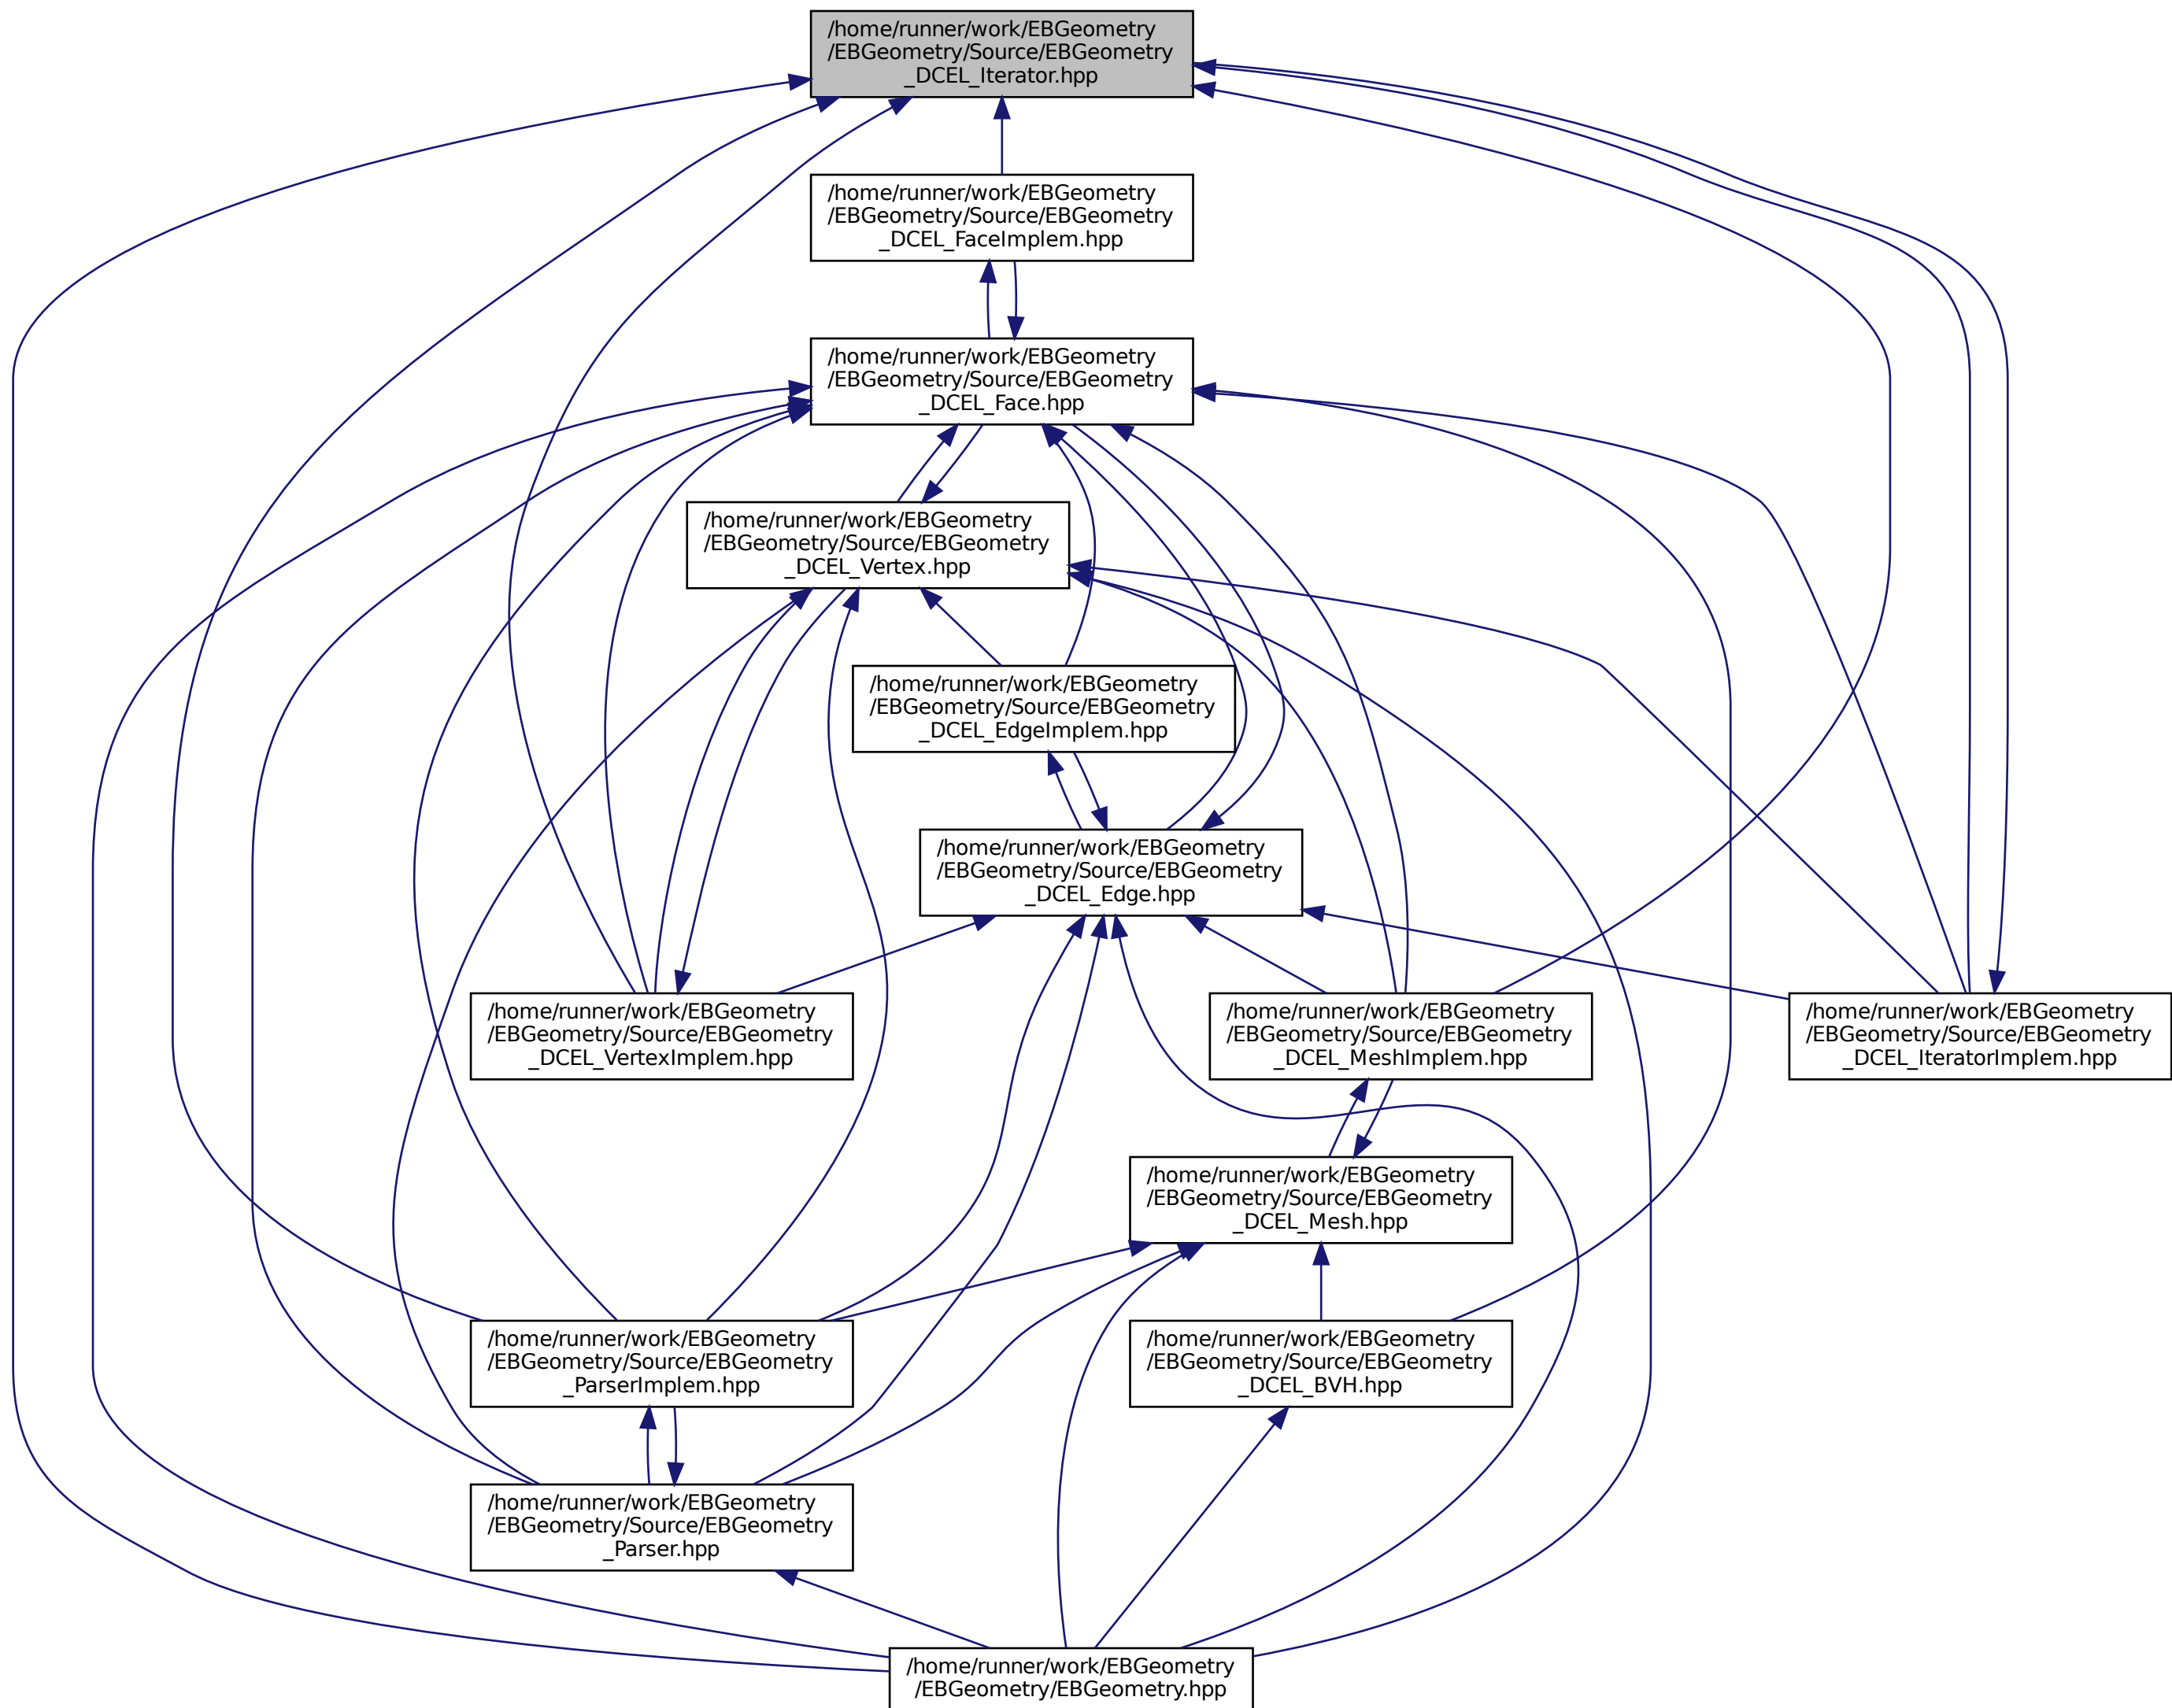 /home/runner/work/EBGeometry
/EBGeometry/Source/EBGeometry
_DCEL_Iterator.hpp
/home/runner/work/EBGeometry
/EBGeometry/Source/EBGeometry
_DCEL_FaceImplem.hpp
/home/runner/work/EBGeometry
/EBGeometry/Source/EBGeometry
_DCEL_Face.hpp
/home/runner/work/EBGeometry
/EBGeometry/Source/EBGeometry
_DCEL_Vertex.hpp
/home/runner/work/EBGeometry
/EBGeometry/Source/EBGeometry
_DCEL_EdgeImplem.hpp
/home/runner/work/EBGeometry
/EBGeometry/Source/EBGeometry
_DCEL_Edge.hpp
/home/runner/work/EBGeometry
/EBGeometry/Source/EBGeometry
_DCEL_VertexImplem.hpp
/home/runner/work/EBGeometry
/EBGeometry/Source/EBGeometry
_DCEL_MeshImplem.hpp
/home/runner/work/EBGeometry
/EBGeometry/Source/EBGeometry
_DCEL_IteratorImplem.hpp
/home/runner/work/EBGeometry
/EBGeometry/Source/EBGeometry
_DCEL_Mesh.hpp
/home/runner/work/EBGeometry
/EBGeometry/Source/EBGeometry
_ParserImplem.hpp
/home/runner/work/EBGeometry
/EBGeometry/Source/EBGeometry
_DCEL_BVH.hpp
/home/runner/work/EBGeometry
/EBGeometry/Source/EBGeometry
_Parser.hpp
/home/runner/work/EBGeometry
/EBGeometry/EBGeometry.hpp